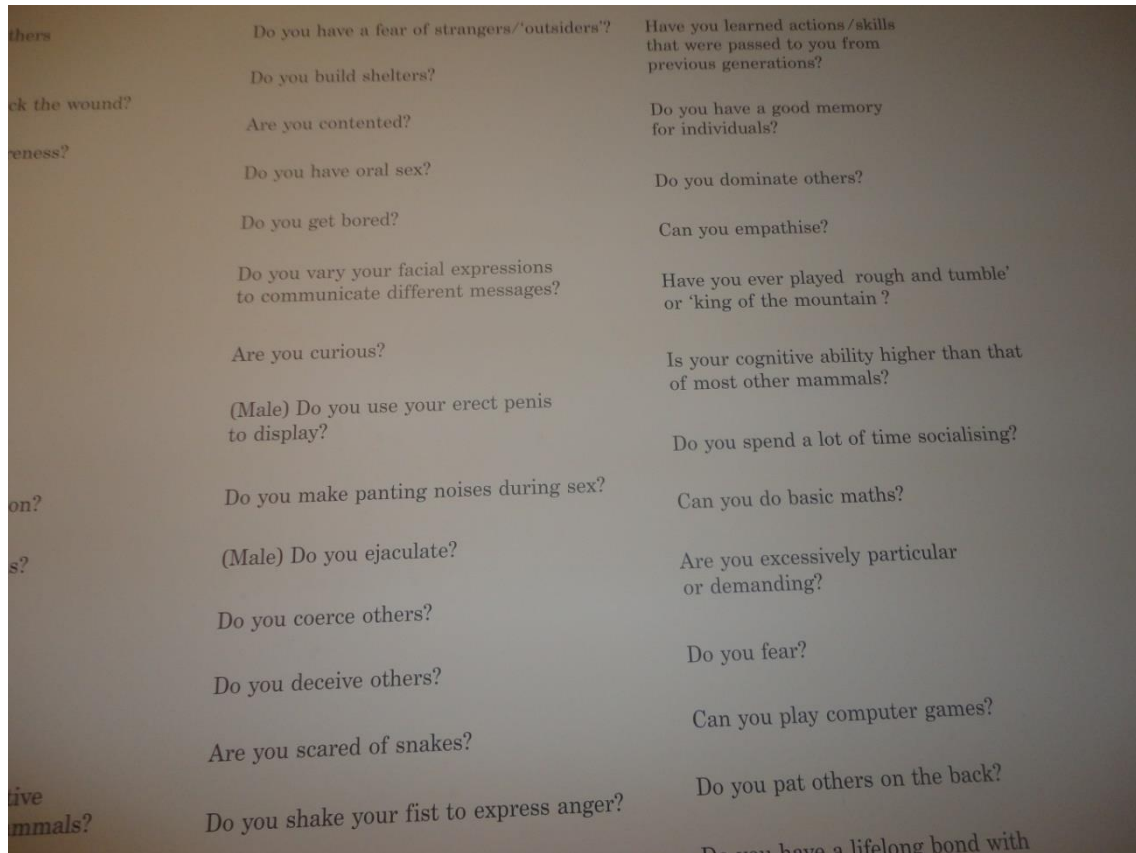 thers
ck the wound?
reness?
on?
s?
tive
mmals?
Do you have a fear of strangers/‘outsiders’?
Do you build shelters?
Are you contented?
Do you have oral sex?
Do you get bored?
Do you vary your facial expressions
to communicate different messages?
Are you curious?
(Male) Do you use your erect penis
to display?
Do you make panting noises during sex?
(Male) Do you ejaculate?
Do you coerce others?
Do you deceive others?
Are you scared of snakes?
Do you shake your fist to express anger?
Have you learned actions/skills
that were passed to you from
previous generations?
Do you have a good memory
for individuals?
Do you dominate others?
Can you empathise?
Have you ever played  rough and tumble’
or ‘king of the mountain ?
Is your cognitive ability higher than that
of most other mammals?
Do you spend a lot of time socialising?
Can you do basic maths?
Are you excessively particular
or demanding?
Do you fear?
Can you play computer games?
Do you pat others on the back?
Do you have a lifelong bond with